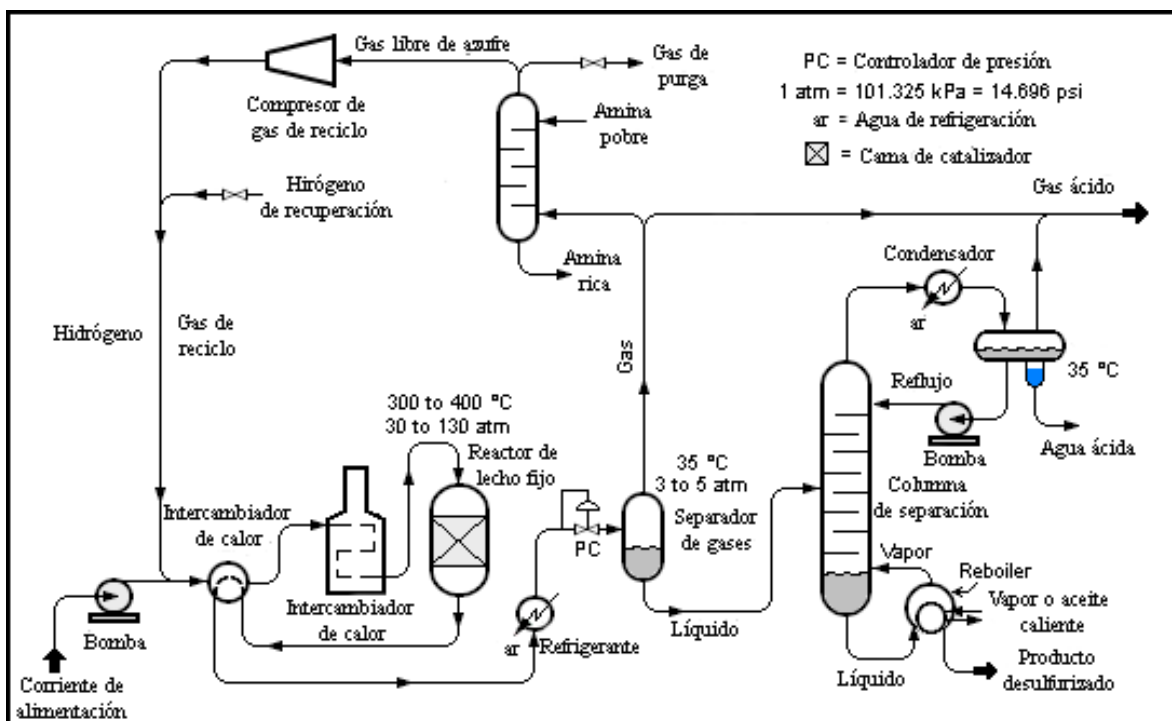 Gas libre de azufre
Gas de
purga
PC = Controlador de presión
1 atm = 101.325 kPa = 14.696 psi
ar = Agua de refrigeración
= Cama de catalizador
Compresor de
gas de reciclo
Amina
pobre
Hirógeno
de recuperación
Gas ácido
Amina
rica
Condensador
ar
Hidrógeno
Gas de
reciclo
Gas
35 °C
Reflujo
Bomba
Agua ácida
300 to 400 °C
30 to 130 atm
Reactor de
lecho fijo
35 °C
3 to 5 atm
Separador
de gases
Columna
de separación
Intercambiador
de calor
PC
Vapor
Reboiler
Vapor o aceite
caliente
Intercambiador
de calor
Bomba
ar
Refrigerante
Líquido
Líquido
Producto
desulfurizado
Corriente de
alimentación